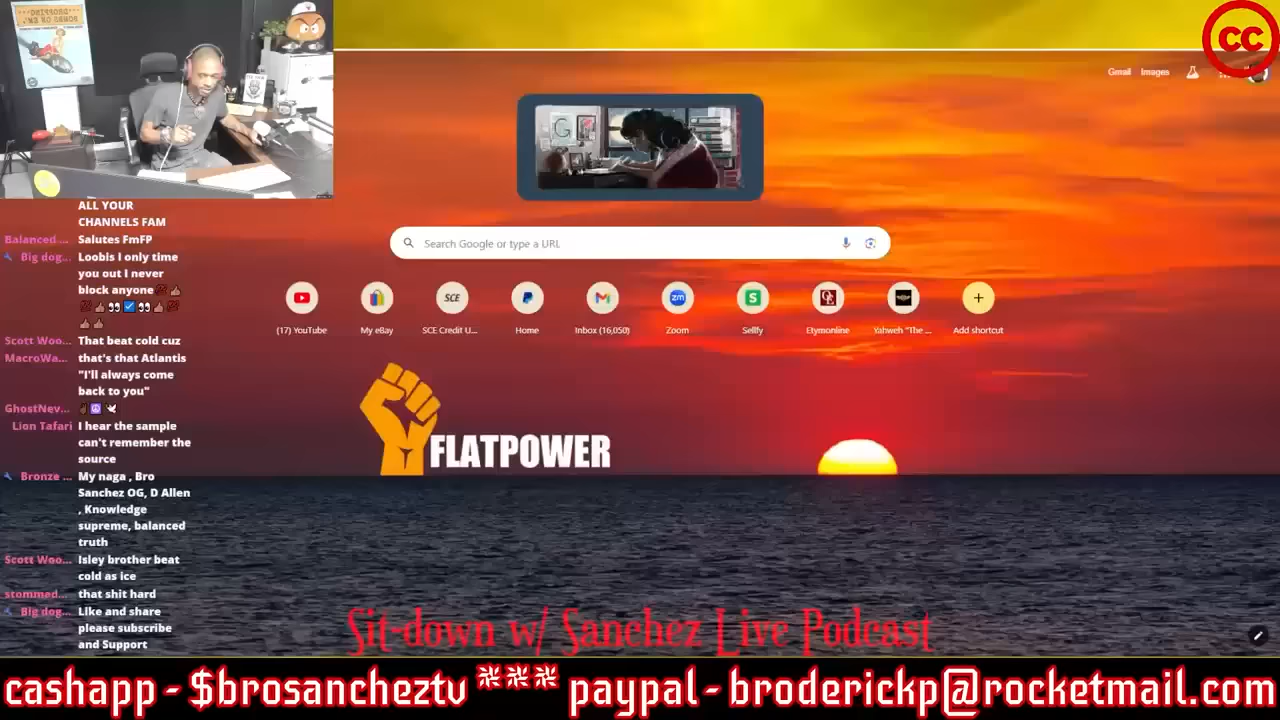 CC
Gmail Images
G
Search Google or type a URL
SCE
zm
S
(17) YouTube
My eBay
SCE Credit U...
Home
Inbox (16,050)
Zoom
Sellfy
Etymonline
Yahweh "The ...
Add shortcut
ALL YOUR
CHANNELS FAM
Balanced ... Salutes FmFP
Big dog... Loobis I only time
you out I never
block anyone💯👍🏾
💯👍🏾👀☑️👀👍🏾💯
👍🏾👍🏾
Scott Woo... That beat cold cuz
MacroWa... that's that Atlantis
"I'll always come
back to you"
GhostNev...
Lion Tafari I hear the sample
can't remember the
source
Bronze ... My naga , Bro
Sanchez OG, D Allen
, Knowledge
supreme, balanced
truth
Scott Woo... Isley brother beat
cold as ice
stommed... that shit hard
Big dog... Like and share
please subscribe
and Support
FLATPOWER
Sit-down w/ Sanchez Live Podcast
cashapp - $brosancheztv *** paypal - broderickp@rocketmail.com